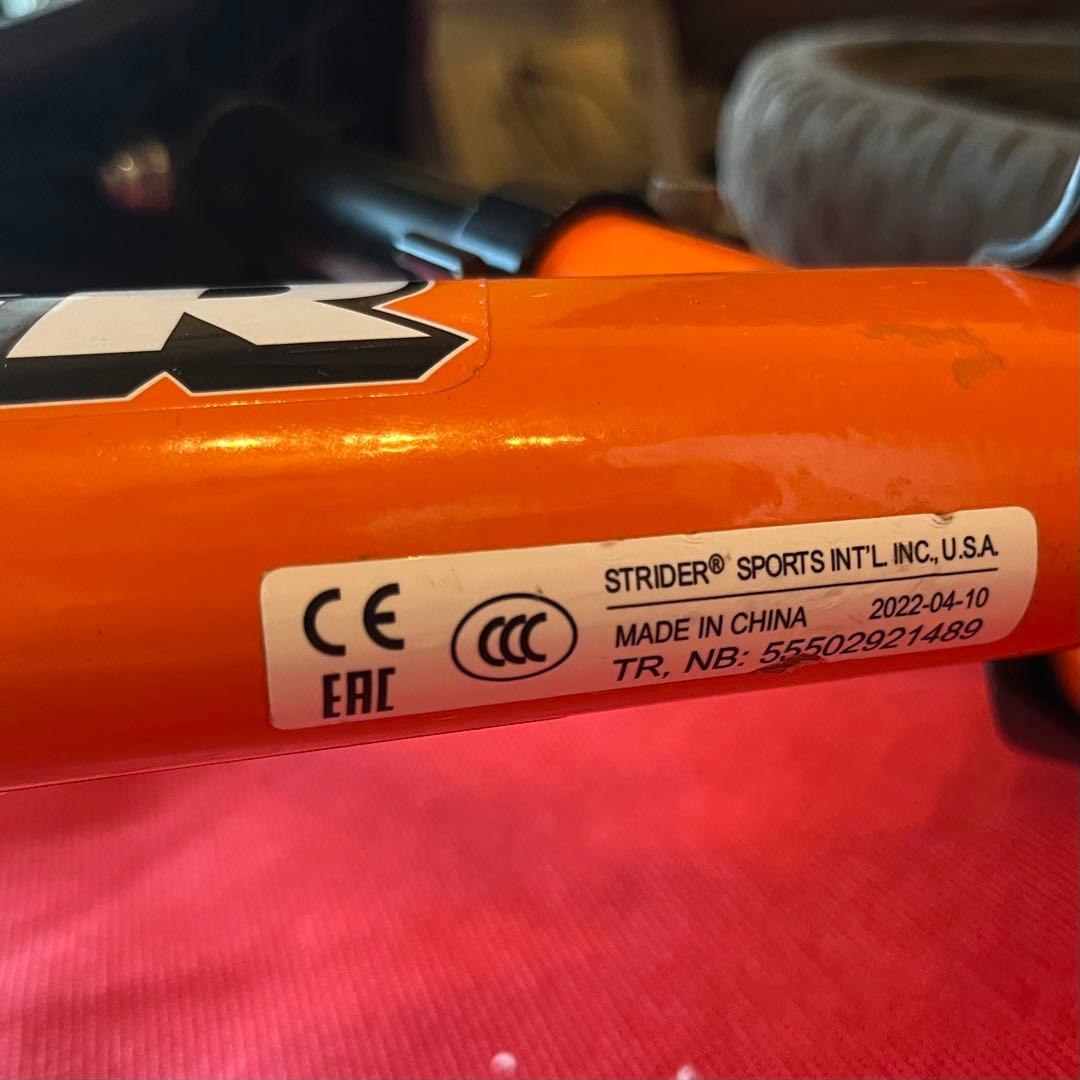 R
CE
EAC
CCC
STRIDER® SPORTS INT'L. INC., U.S.A.
MADE IN CHINA 2022-04-10
TR, NB: 55502921489